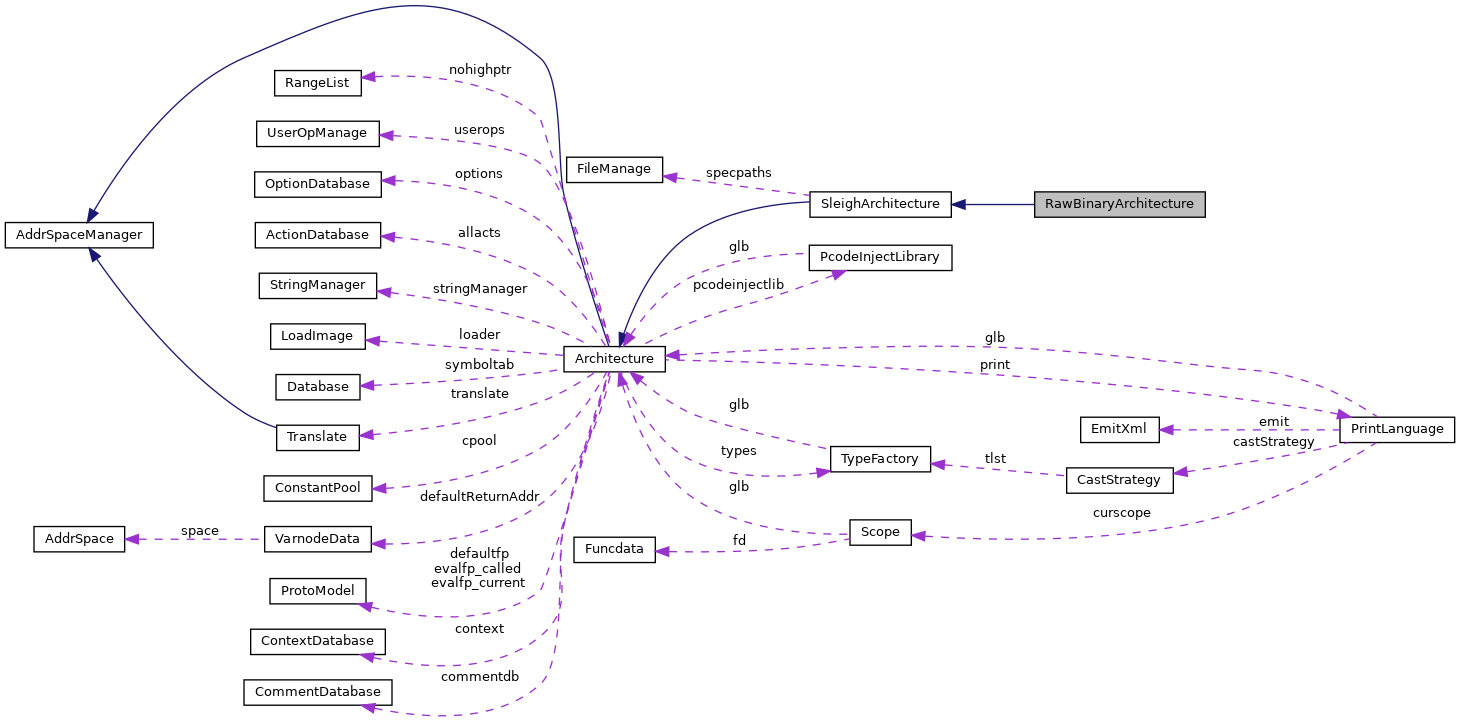 nohighptr
RangeList
userops
UserOpManage
FileManage
specpaths
options
OptionDatabase
SleighArchitecture
RawBinaryArchitecture
AddrSpaceManager
ActionDatabase
allacts
glb
PcodeInjectLibrary
StringManager
stringManager
pcodeinjectlib
LoadImage
loader
glb
Architecture
symboltab
print
Database
translate
glb
emit
Translate
EmitXml
PrintLanguage
cpool
castStrategy
types
TypeFactory
tlst
CastStrategy
ConstantPool
glb
defaultReturnAddr
curscope
AddrSpace
space
VarnodeData
Scope
Funcdata
fd
defaultfp
evalfp_called
evalfp_current
ProtoModel
context
ContextDatabase
commentdb
CommentDatabase